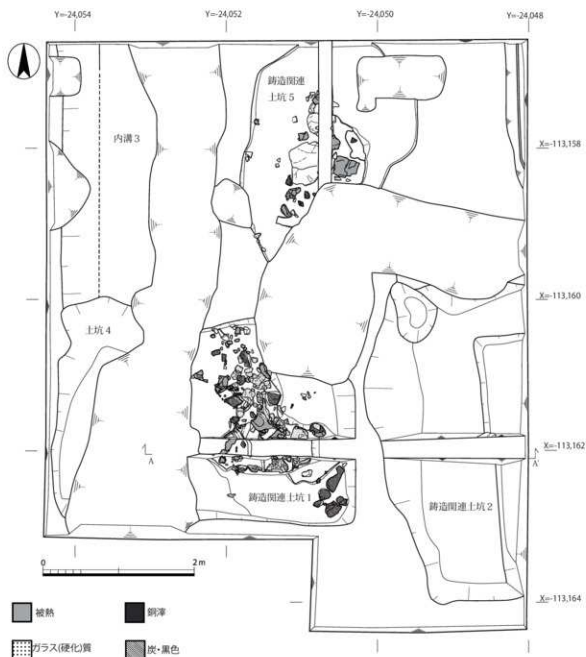 Y=-24,054
Y=-24,052
Y=-24,050
Y=-24,048
鋳造関連
土坑5
内溝3
X=-113,158
X=-113,160
土坑4
X=-113,162
A
A'
鋳造関連土坑1
鋳造関連土坑2
0
2 m
X=-113,164
被熱
銅滓
ガラス(硬化)質
炭・黒色